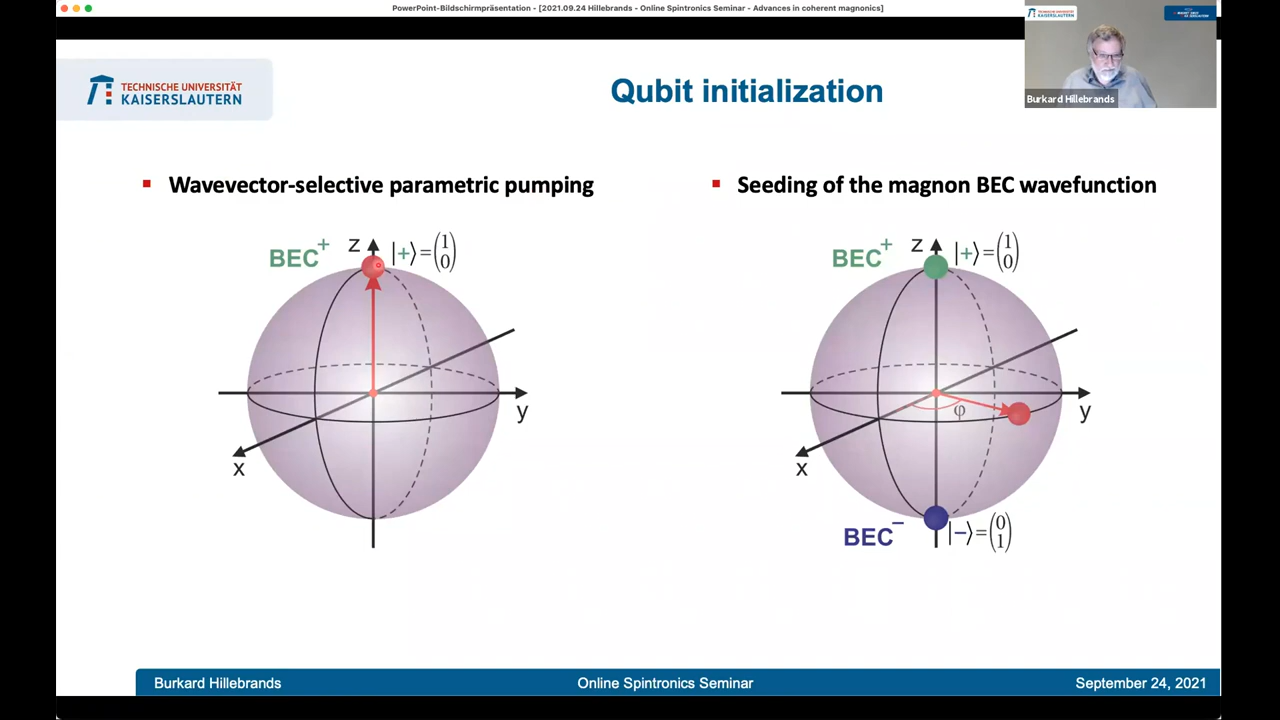 PowerPoint-Bildschirmpräsentation - [2021.09.24 Hillebrands - Online Spintronics Seminar - Advances in coherent magnonics]
TECHNISCHE UNIVERSITÄT
KAISERSLAUTERN
Qubit initialization
Burkard Hillebrands
▪ Wavevector-selective parametric pumping
BEC⁺ z |+⟩=(1 0)
y
x
▪ Seeding of the magnon BEC wavefunction
BEC⁺ z |+⟩=(1 0)
φ
y
x
BEC⁻ |−⟩=(0 1)
Burkard Hillebrands
Online Spintronics Seminar
September 24, 2021